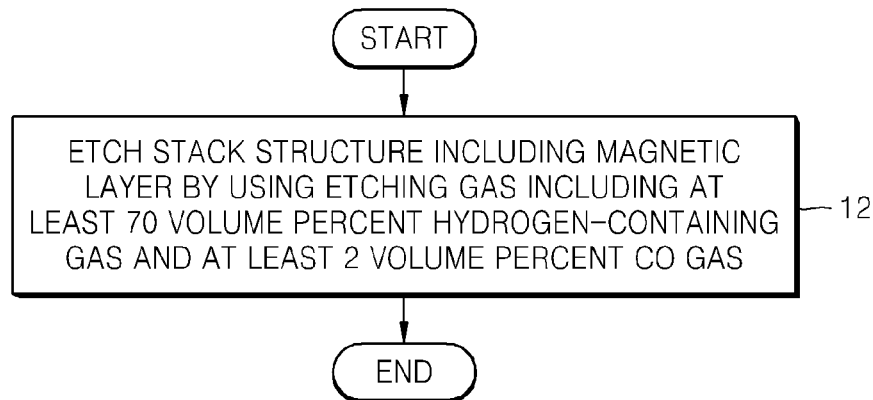 START
ETCH STACK STRUCTURE INCLUDING MAGNETIC
LAYER BY USING ETCHING GAS INCLUDING AT
LEAST 70 VOLUME PERCENT HYDROGEN-CONTAINING
GAS AND AT LEAST 2 VOLUME PERCENT CO GAS
12
END